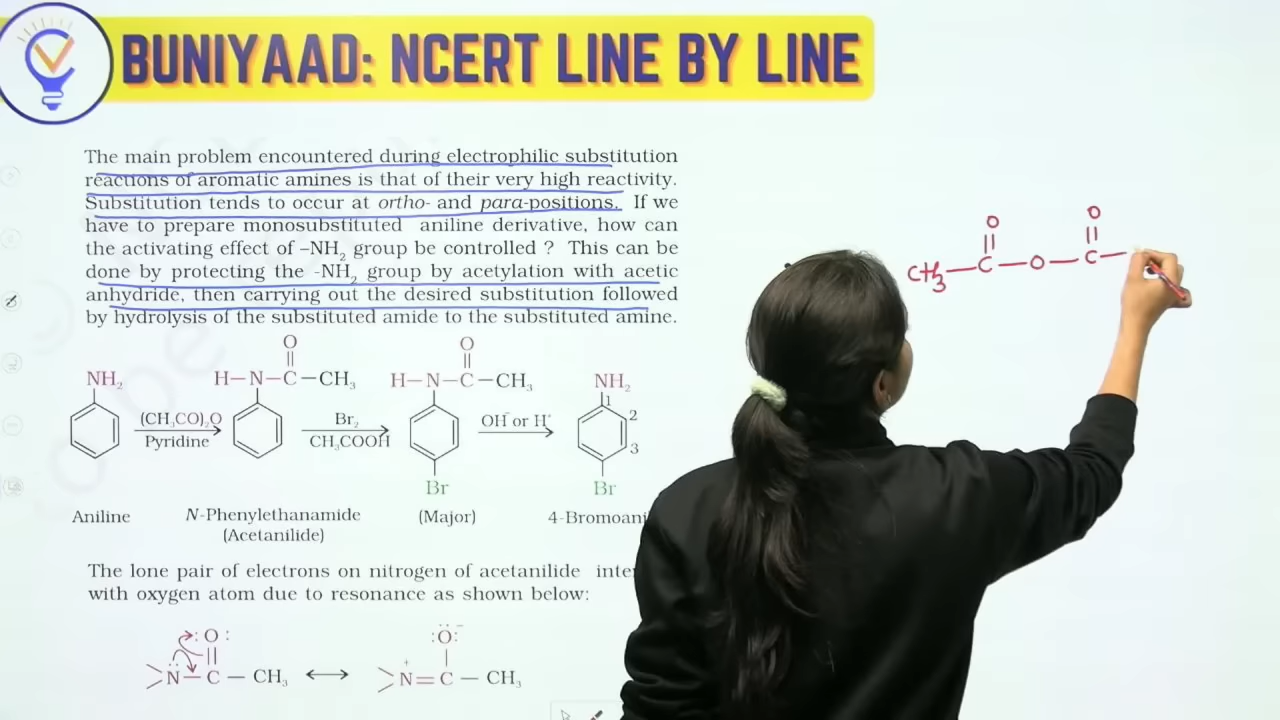 BUNIYAAD: NCERT LINE BY LINE
The main problem encountered during electrophilic substitution
reactions of aromatic amines is that of their very high reactivity.
Substitution tends to occur at ortho- and para-positions. If we
have to prepare monosubstituted aniline derivative, how can
the activating effect of –NH₂ group be controlled ? This can be
done by protecting the -NH₂ group by acetylation with acetic
anhydride, then carrying out the desired substitution followed
by hydrolysis of the substituted amide to the substituted amine.
O O
NH₂ H–N–C–CH₃ H–N–C–CH₃ NH₂
(CH₃CO)₂O Br₂ OH⁻ or H⁺ 1 2
Pyridine CH₃COOH 3
Br Br
Aniline N-Phenylethanamide (Major) 4-Bromoani
(Acetanilide)
The lone pair of electrons on nitrogen of acetanilide inte
with oxygen atom due to resonance as shown below:
:O: :Ö:⁻
N̈–C–CH₃ ⟷ N⁺=C–CH₃
O O
CH₃–C–O–C–